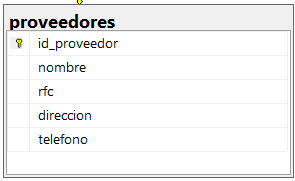 proveedores
id_proveedor
nombre
rfc
direccion
telefono